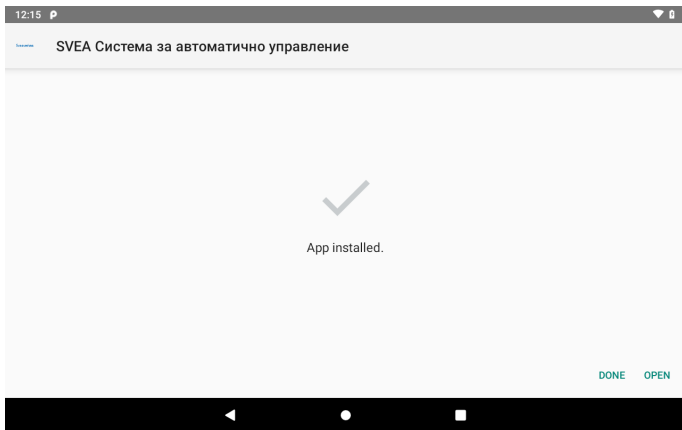 12:15
SVEA Система за автоматично управление
App installed.
DONE OPEN